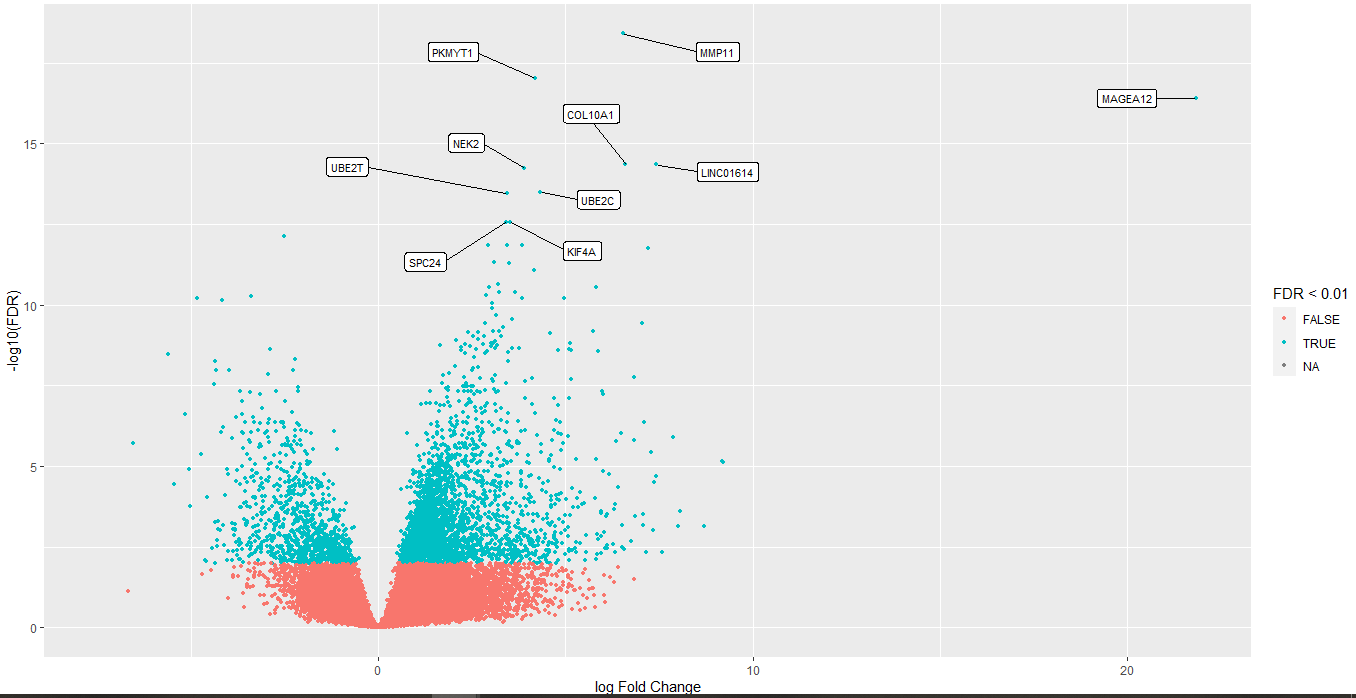 PKMYT1
MMP11
MAGEA12
COL10A1
NEK2
UBE2T
LINC01614
UBE2C
KIF4A
SPC24
15
10
5
0
-log10(FDR)
0
10
20
log Fold Change
FDR < 0.01
FALSE
TRUE
NA